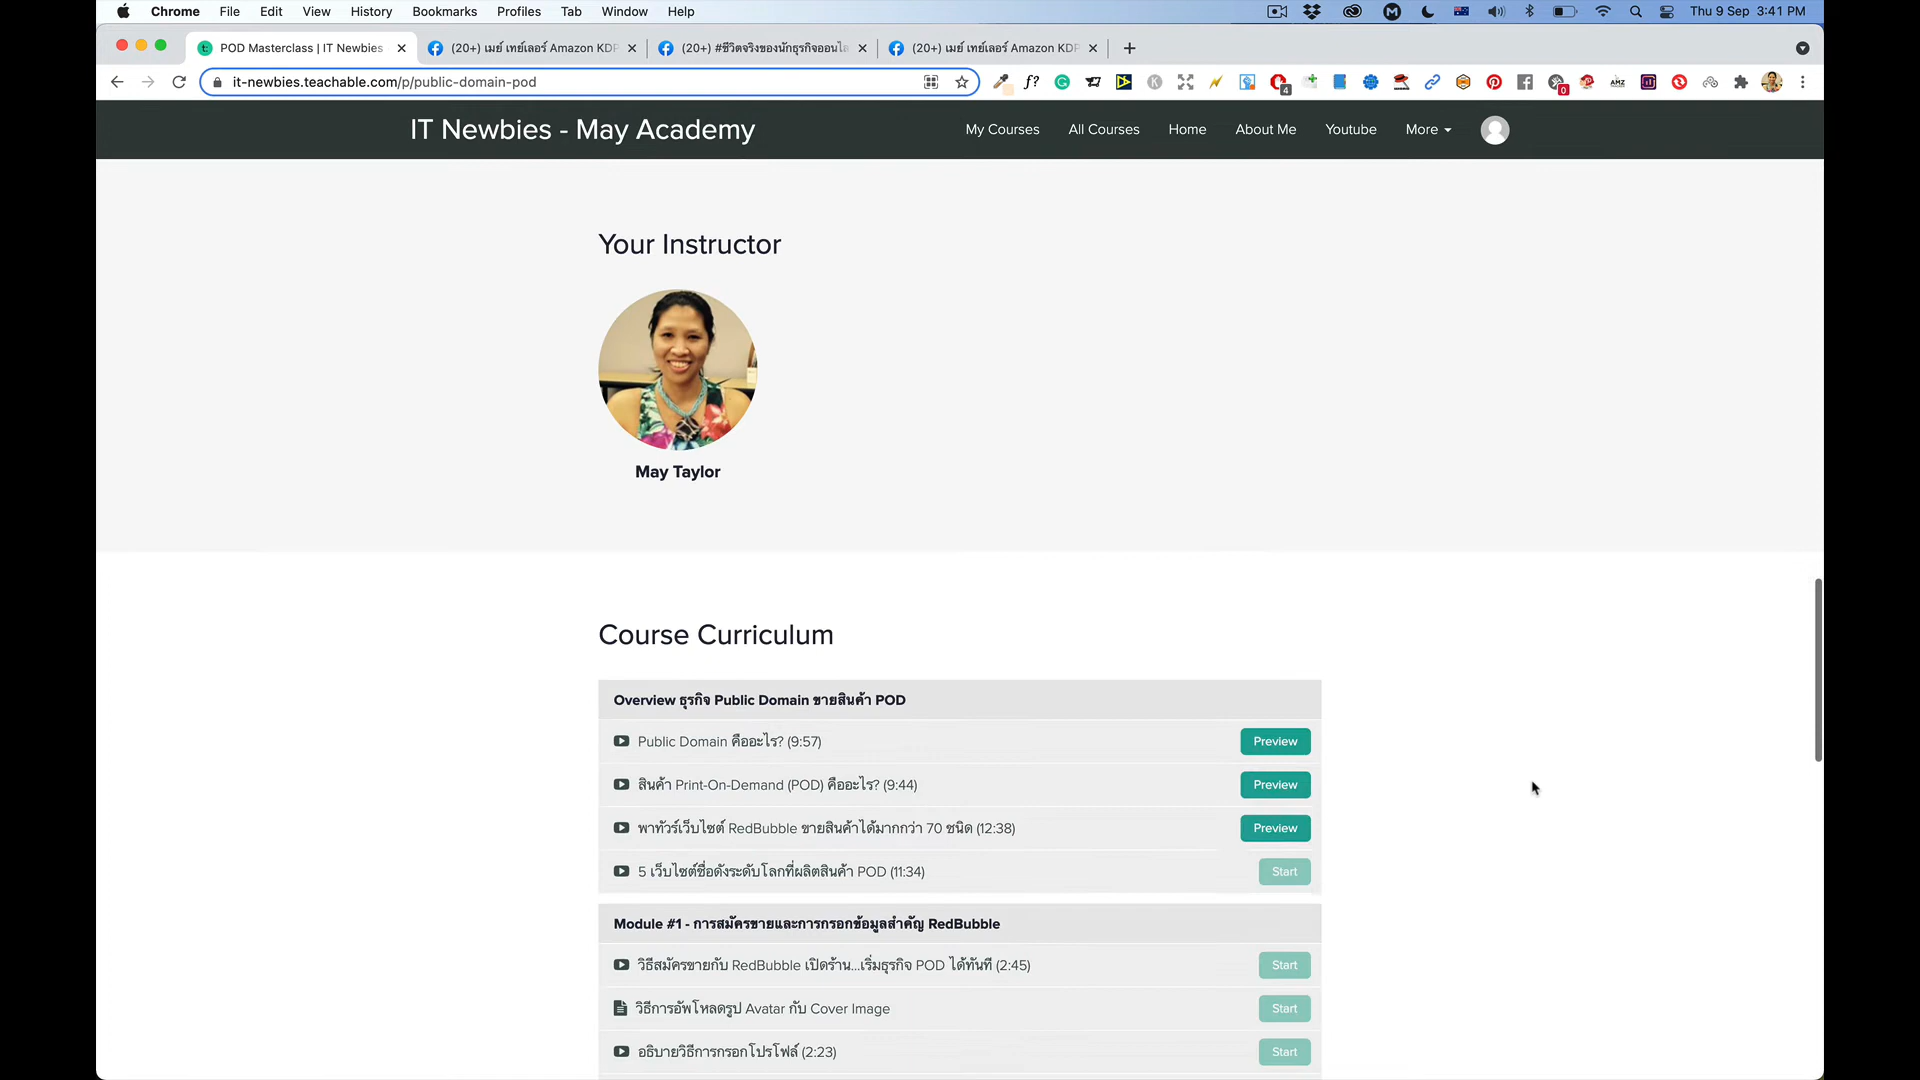 Chrome File Edit View History Bookmarks Profiles Tab Window Help Thu 9 Sep 3:41 PM
POD Masterclass | IT Newbies (20+) เมย์ เทย์เลอร์ Amazon KDP (20+) #ชีวิตจริงของนักธุรกิจออนไล (20+) เมย์ เทย์เลอร์ Amazon KDP
it-newbies.teachable.com/p/public-domain-pod
IT Newbies - May Academy My Courses All Courses Home About Me Youtube More
Your Instructor
May Taylor
Course Curriculum
Overview ธุรกิจ Public Domain ขายสินค้า POD
Public Domain คืออะไร? (9:57) Preview
สินค้า Print-On-Demand (POD) คืออะไร? (9:44) Preview
พาทัวร์เว็บไซต์ RedBubble ขายสินค้าได้มากกว่า 70 ชนิด (12:38) Preview
5 เว็บไซต์ชื่อดังระดับโลกที่ผลิตสินค้า POD (11:34) Start
Module #1 - การสมัครขายและการกรอกข้อมูลสำคัญ RedBubble
วิธีสมัครขายกับ RedBubble เปิดร้าน...เริ่มธุรกิจ POD ได้ทันที (2:45) Start
วิธีการอัพโหลดรูป Avatar กับ Cover Image Start
อธิบายวิธีการกรอกโปรโฟล์ (2:23) Start